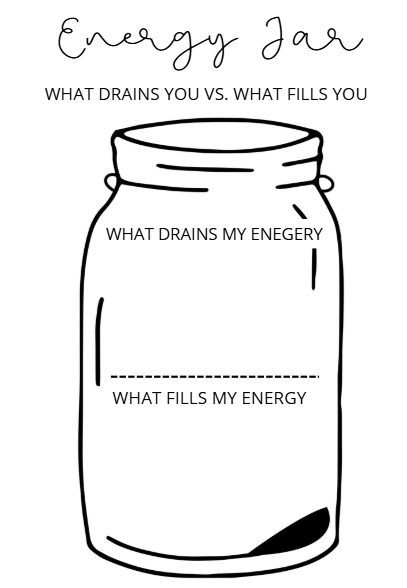 Energy Jar
WHAT DRAINS YOU VS. WHAT FILLS YOU
WHAT DRAINS MY ENEGERY
WHAT FILLS MY ENERGY